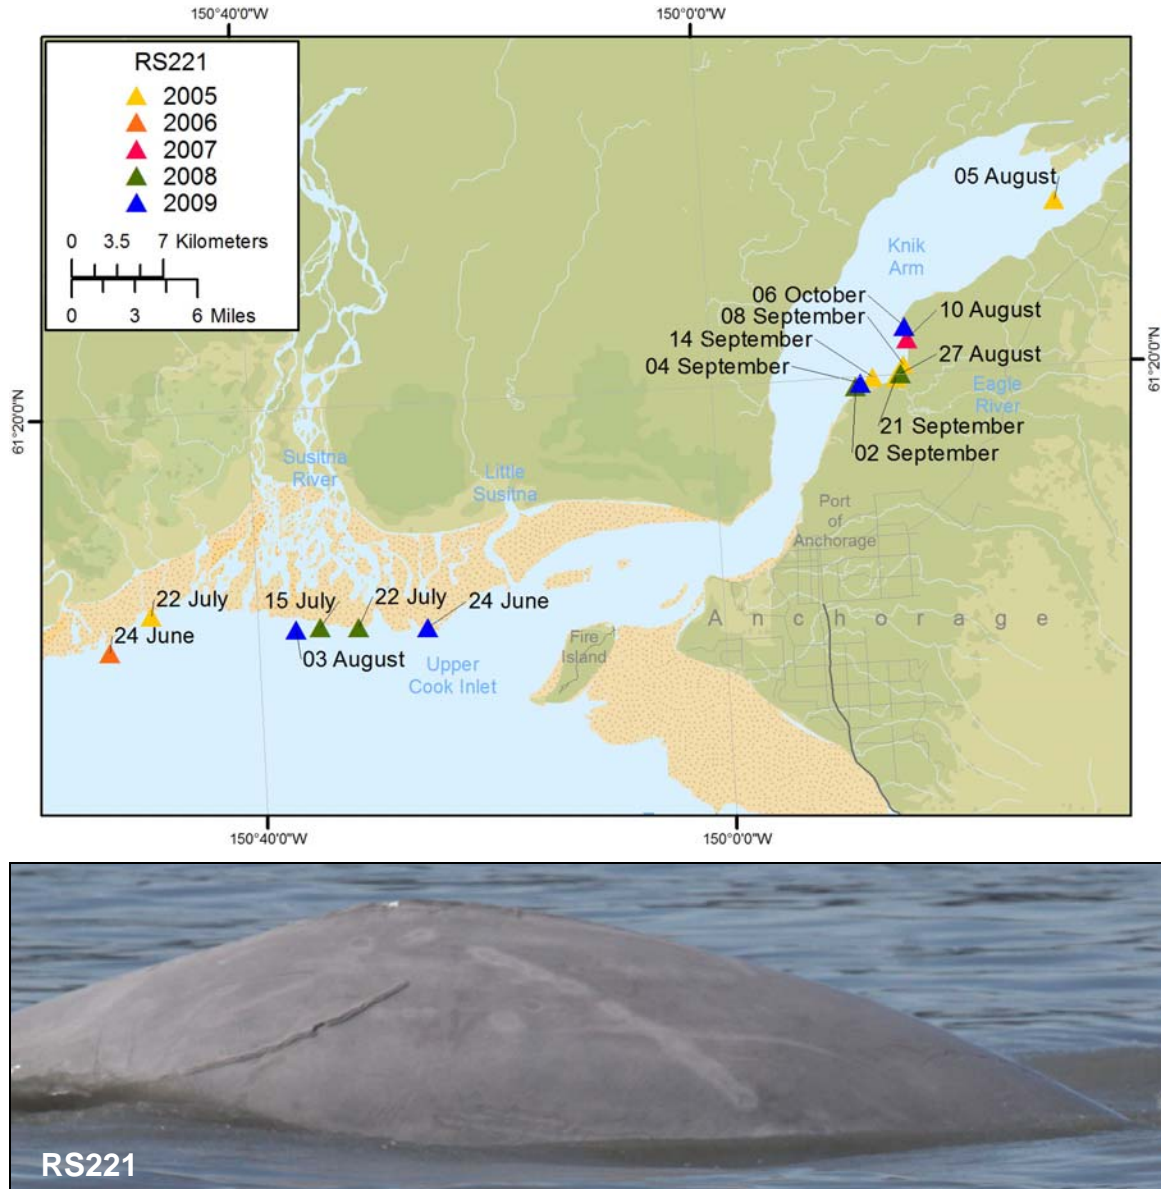 150°40'0"W
150°0'0"W
RS221
2005
2006
2007
2008
2009
0 3.5 7 Kilometers
0 3 6 Miles
05 August
Knik
Arm
06 October
08 September
10 August
14 September
04 September
27 August
61°20'0"N
Eagle
River
61°20'0"N
21 September
02 September
Susitna
River
Little
Susitna
Port
of
Anchorage
22 July
15 July
22 July
24 June
24 June
Anchorage
Fire
Island
03 August
Upper
Cook Inlet
150°40'0"W
150°0'0"W
RS221